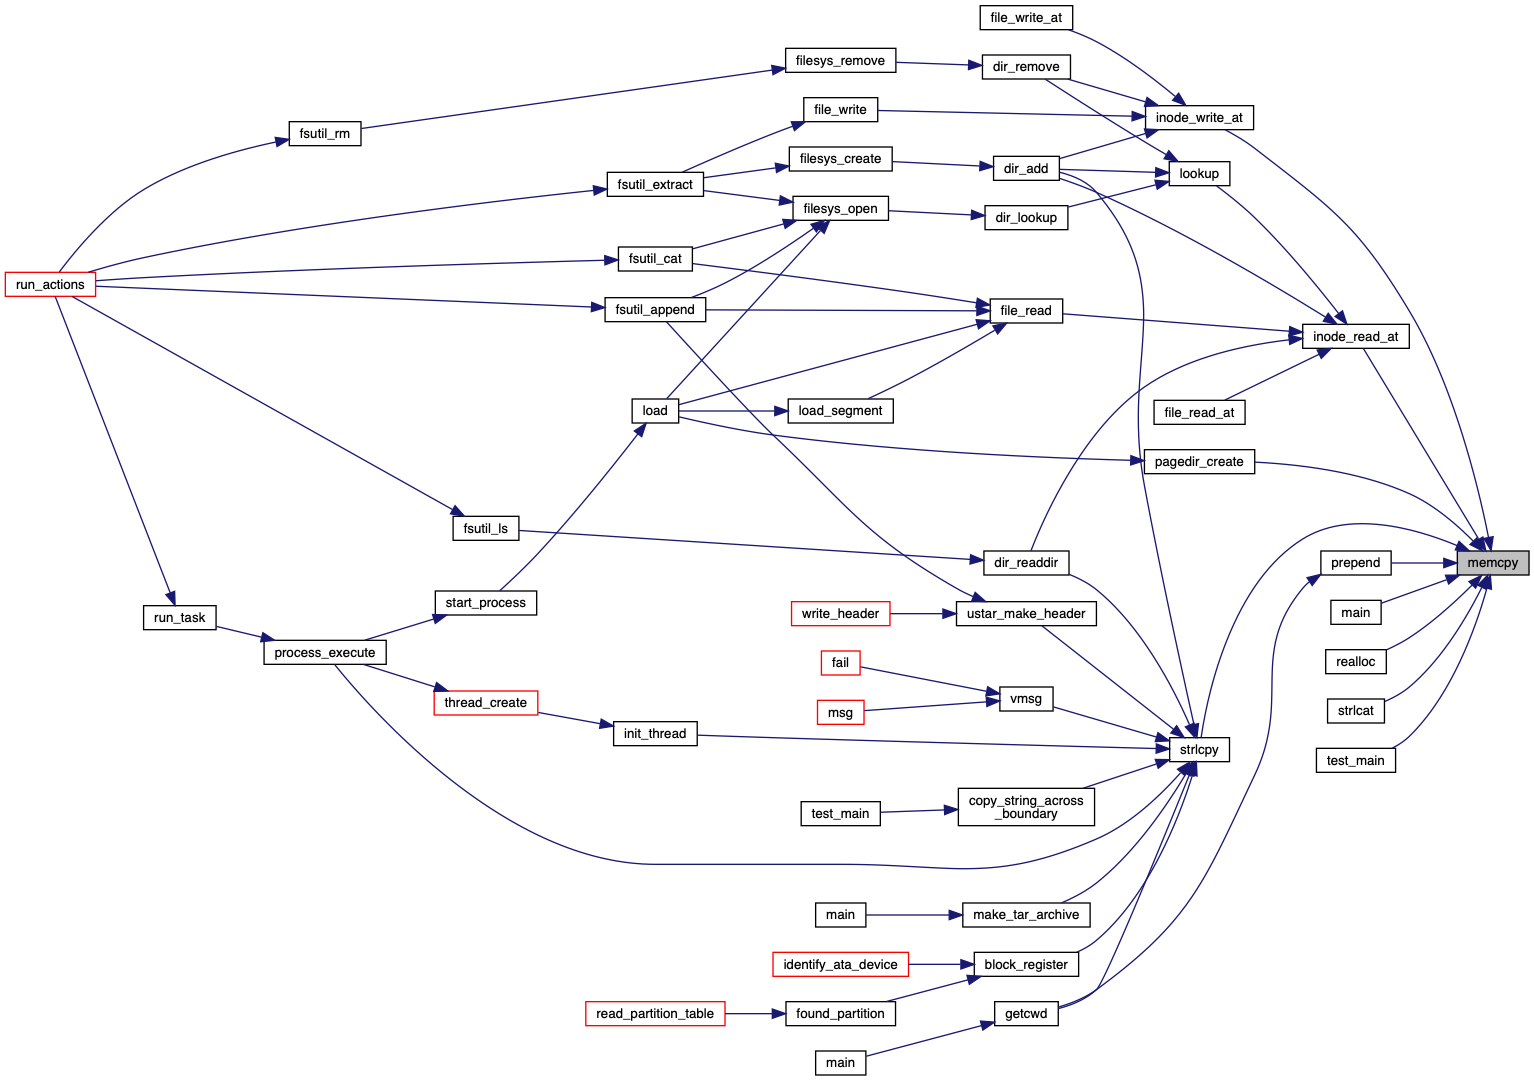 file_write_at
filesys_remove
dir_remove
file_write
inode_write_at
fsutil_rm
filesys_create
dir_add
lookup
fsutil_extract
filesys_open
dir_lookup
fsutil_cat
run_actions
fsutil_append
file_read
inode_read_at
load
load_segment
file_read_at
pagedir_create
fsutil_ls
dir_readdir
prepend
memcpy
start_process
write_header
ustar_make_header
main
run_task
process_execute
fail
realloc
thread_create
msg
vmsg
strlcat
init_thread
strlcpy
test_main
test_main
copy_string_across
_boundary
main
make_tar_archive
identify_ata_device
block_register
read_partition_table
found_partition
getcwd
main